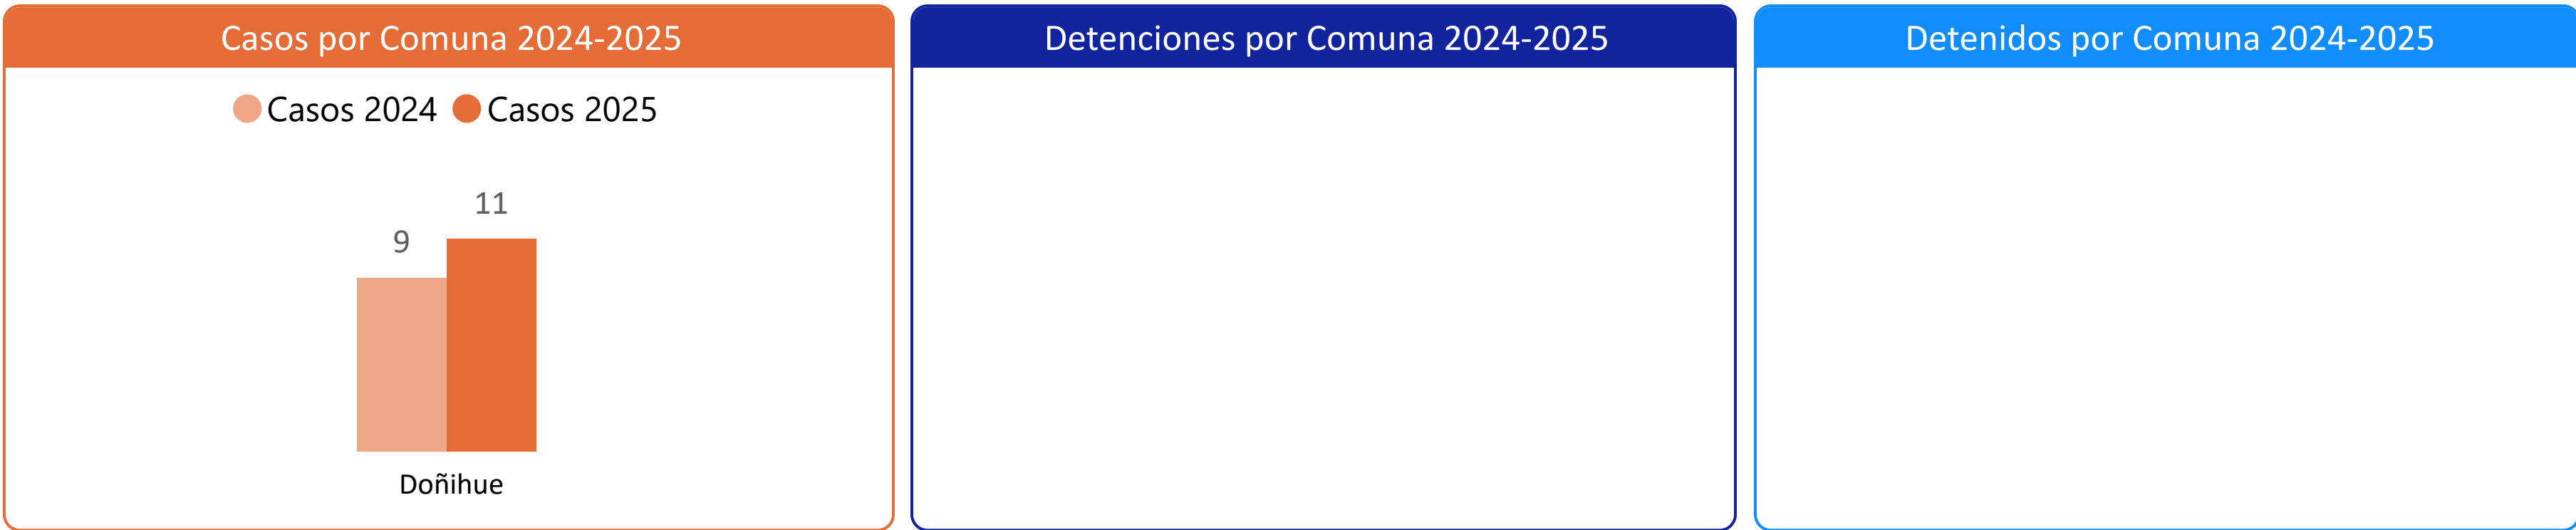 Casos por Comuna 2024-2025
Casos 2024 Casos 2025
9
11
Doñihue
Detenciones por Comuna 2024-2025
Detenidos por Comuna 2024-2025